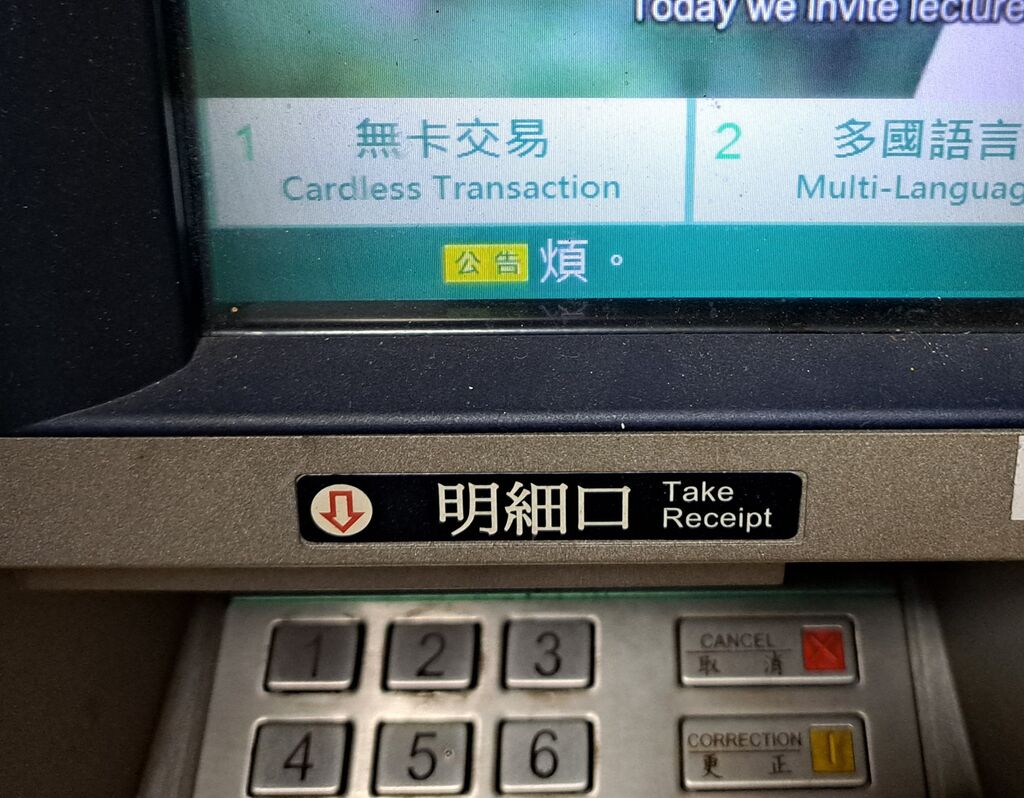 Today we invite lecture
1 無卡交易 2 多國語言
Cardless Transaction Multi-Languag
公告 煩。
明細口 Take Receipt
1 2 3 CANCEL 取消
4 5 6 CORRECTION 更正